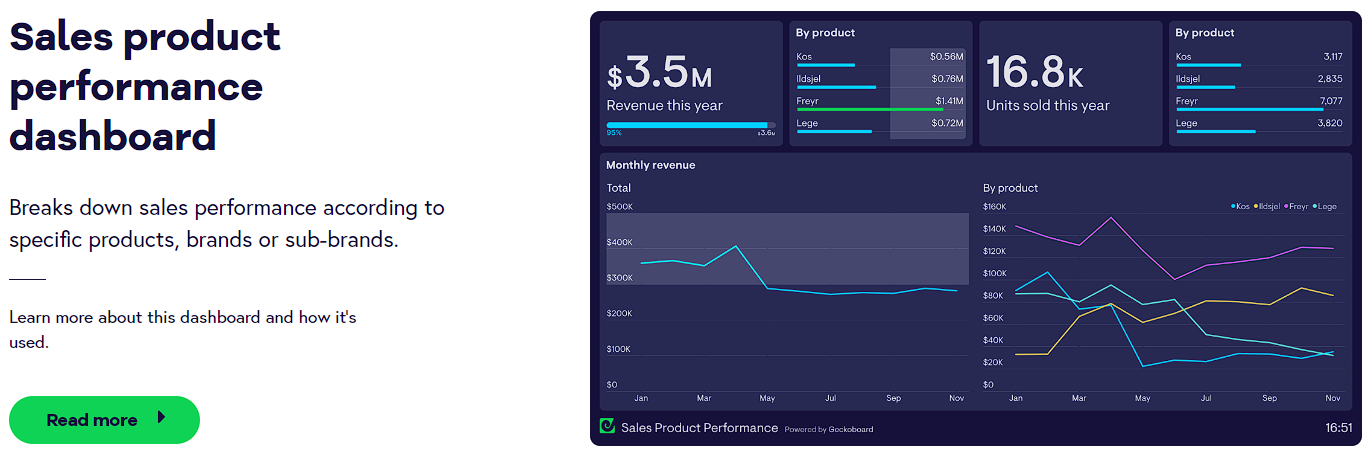 Sales product
performance
dashboard
Breaks down sales performance according to
specific products, brands or sub-brands.
Learn more about this dashboard and how it's
used.
Read more
$3.5M
Revenue this year
95%
$3.6M
By product
Kos $0.56M
Ildsjel $0.76M
Freyr $1.41M
Lege $0.72M
16.8K
Units sold this year
By product
Kos 3,117
Ildsjel 2,835
Freyr 7,077
Lege 3,820
Monthly revenue
Total
$500K
$400K
$300K
$200K
$100K
$0
Jan Mar May Jul Sep Nov
By product
Kos Ildsjel Freyr Lege
$160K
$140K
$120K
$100K
$80K
$60K
$40K
$20K
$0
Jan Mar May Jul Sep Nov
Sales Product Performance Powered by Geckoboard
16:51